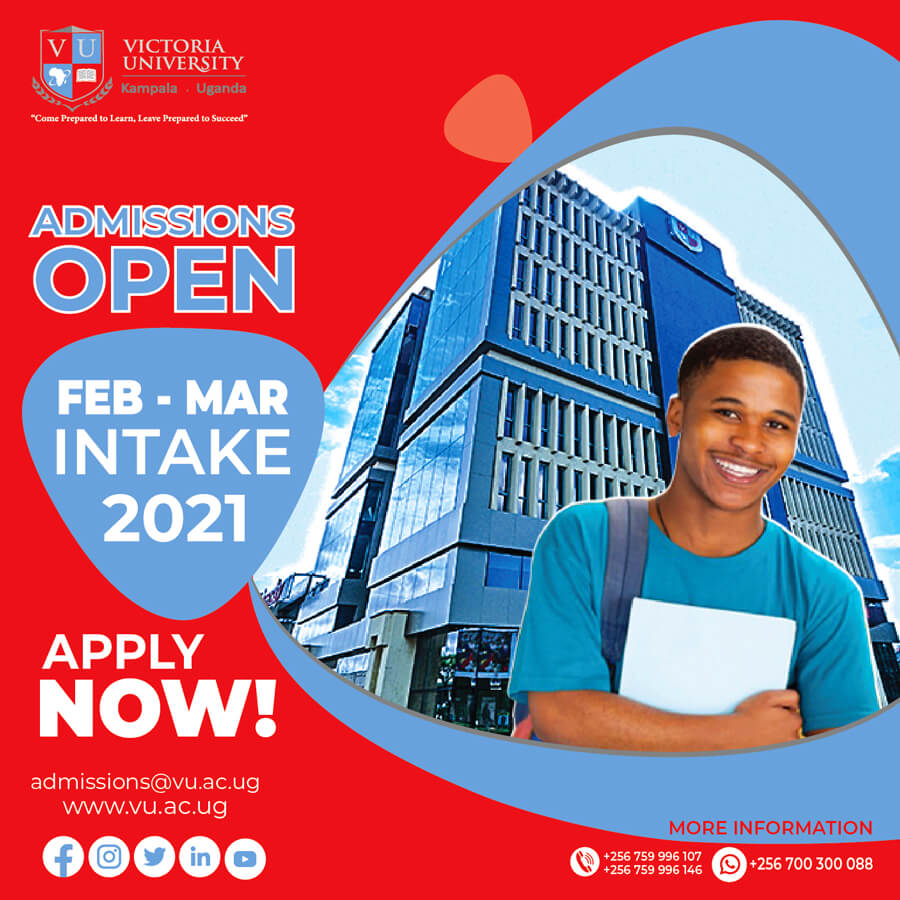 V U
VICTORIA
UNIVERSITY
Kampala . Uganda
"Come Prepared to Learn, Leave Prepared to Succeed"
ADMISSIONS
OPEN
FEB - MAR
INTAKE
2021
APPLY
NOW!
admissions@vu.ac.ug
www.vu.ac.ug
MORE INFORMATION
+256 759 996 107
+256 759 996 146
+256 700 300 088